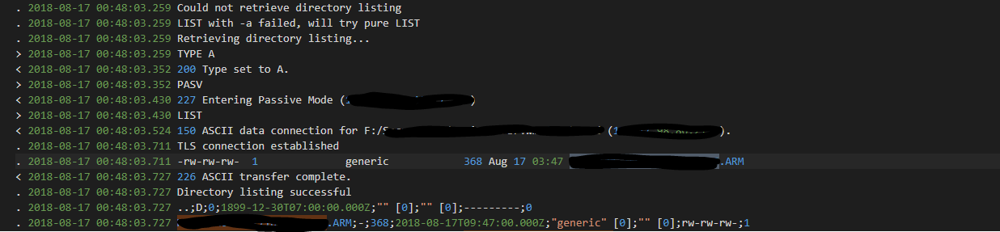 . 2018-08-17 00:48:03.259 Could not retrieve directory listing
. 2018-08-17 00:48:03.259 LIST with -a failed, will try pure LIST
. 2018-08-17 00:48:03.259 Retrieving directory listing...
> 2018-08-17 00:48:03.259 TYPE A
< 2018-08-17 00:48:03.352 200 Type set to A.
> 2018-08-17 00:48:03.352 PASV
< 2018-08-17 00:48:03.430 227 Entering Passive Mode ( )
> 2018-08-17 00:48:03.430 LIST
< 2018-08-17 00:48:03.524 150 ASCII data connection for F:/ ( ).
. 2018-08-17 00:48:03.711 TLS connection established
. 2018-08-17 00:48:03.711 -rw-rw-rw- 1 generic 368 Aug 17 03:47 .ARM
< 2018-08-17 00:48:03.727 226 ASCII transfer complete.
. 2018-08-17 00:48:03.727 Directory listing successful
. 2018-08-17 00:48:03.727 ..;D;0;1899-12-30T07:00:00.000Z;"" [0];"" [0];---------;0
. 2018-08-17 00:48:03.727 .ARM;-;368;2018-08-17T09:47:00.000Z;"generic" [0];"" [0];rw-rw-rw-;1